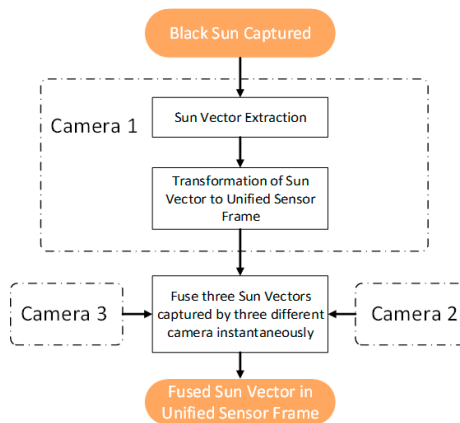 Black Sun Captured
Camera 1
Sun Vector Extraction
Transformation of Sun
Vector to Unified Sensor
Frame
Camera 3
Fuse three Sun Vectors
captured by three different
camera instantaneously
Camera 2
Fused Sun Vector in
Unified Sensor Frame